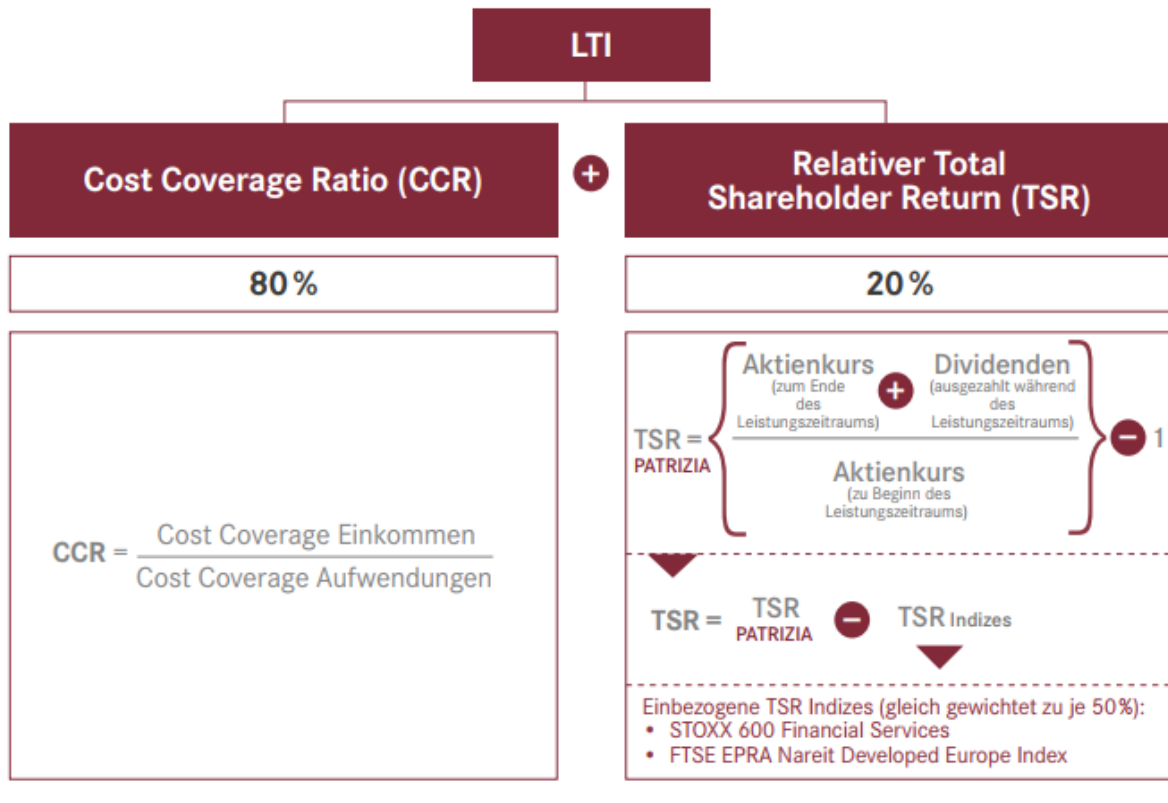 LTI
Cost Coverage Ratio (CCR)
+
Relativer Total
Shareholder Return (TSR)
80 %
20 %
CCR =
Cost Coverage Einkommen
Cost Coverage Aufwendungen
TSR =
PATRIZIA
Aktienkurs
(zum Ende
des
Leistungszeitraums)
+
Dividenden
(ausgezahlt während
des
Leistungszeitraums)
Aktienkurs
(zu Beginn des
Leistungszeitraums)
− 1
TSR =
TSR
PATRIZIA
−
TSR Indizes
Einbezogene TSR Indizes (gleich gewichtet zu je 50 %):
• STOXX 600 Financial Services
• FTSE EPRA Nareit Developed Europe Index